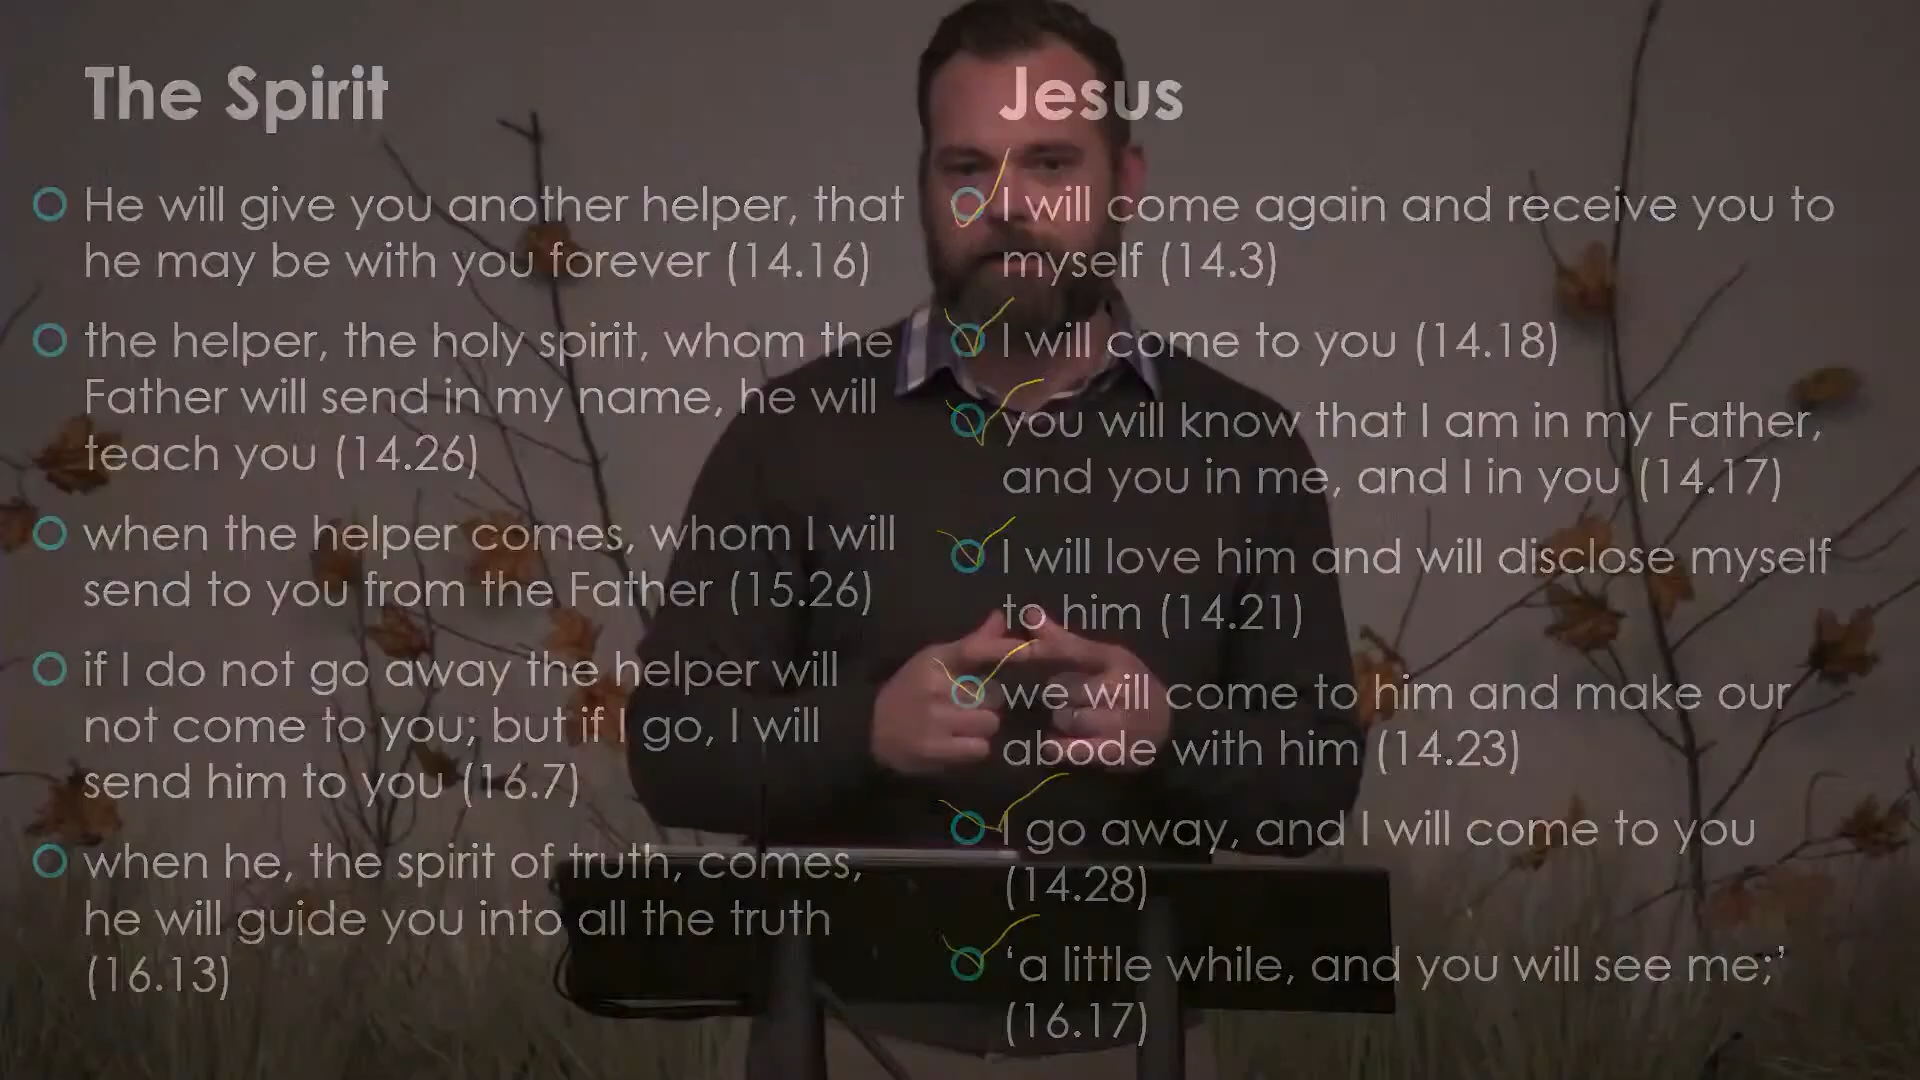 The Spirit
He will give you another helper, that
he may be with you forever (14.16)
the helper, the holy spirit, whom the
Father will send in my name, he will
teach you (14.26)
when the helper comes, whom I will
send to you from the Father (15.26)
if I do not go away the helper will
not come to you; but if I go, I will
send him to you (16.7)
when he, the spirit of truth, comes,
he will guide you into all the truth
(16.13)
Jesus
I will come again and receive you to
myself (14.3)
I will come to you (14.18)
you will know that I am in my Father,
and you in me, and I in you (14.17)
I will love him and will disclose myself
to him (14.21)
we will come to him and make our
abode with him (14.23)
I go away, and I will come to you
(14.28)
‘a little while, and you will see me;’
(16.17)